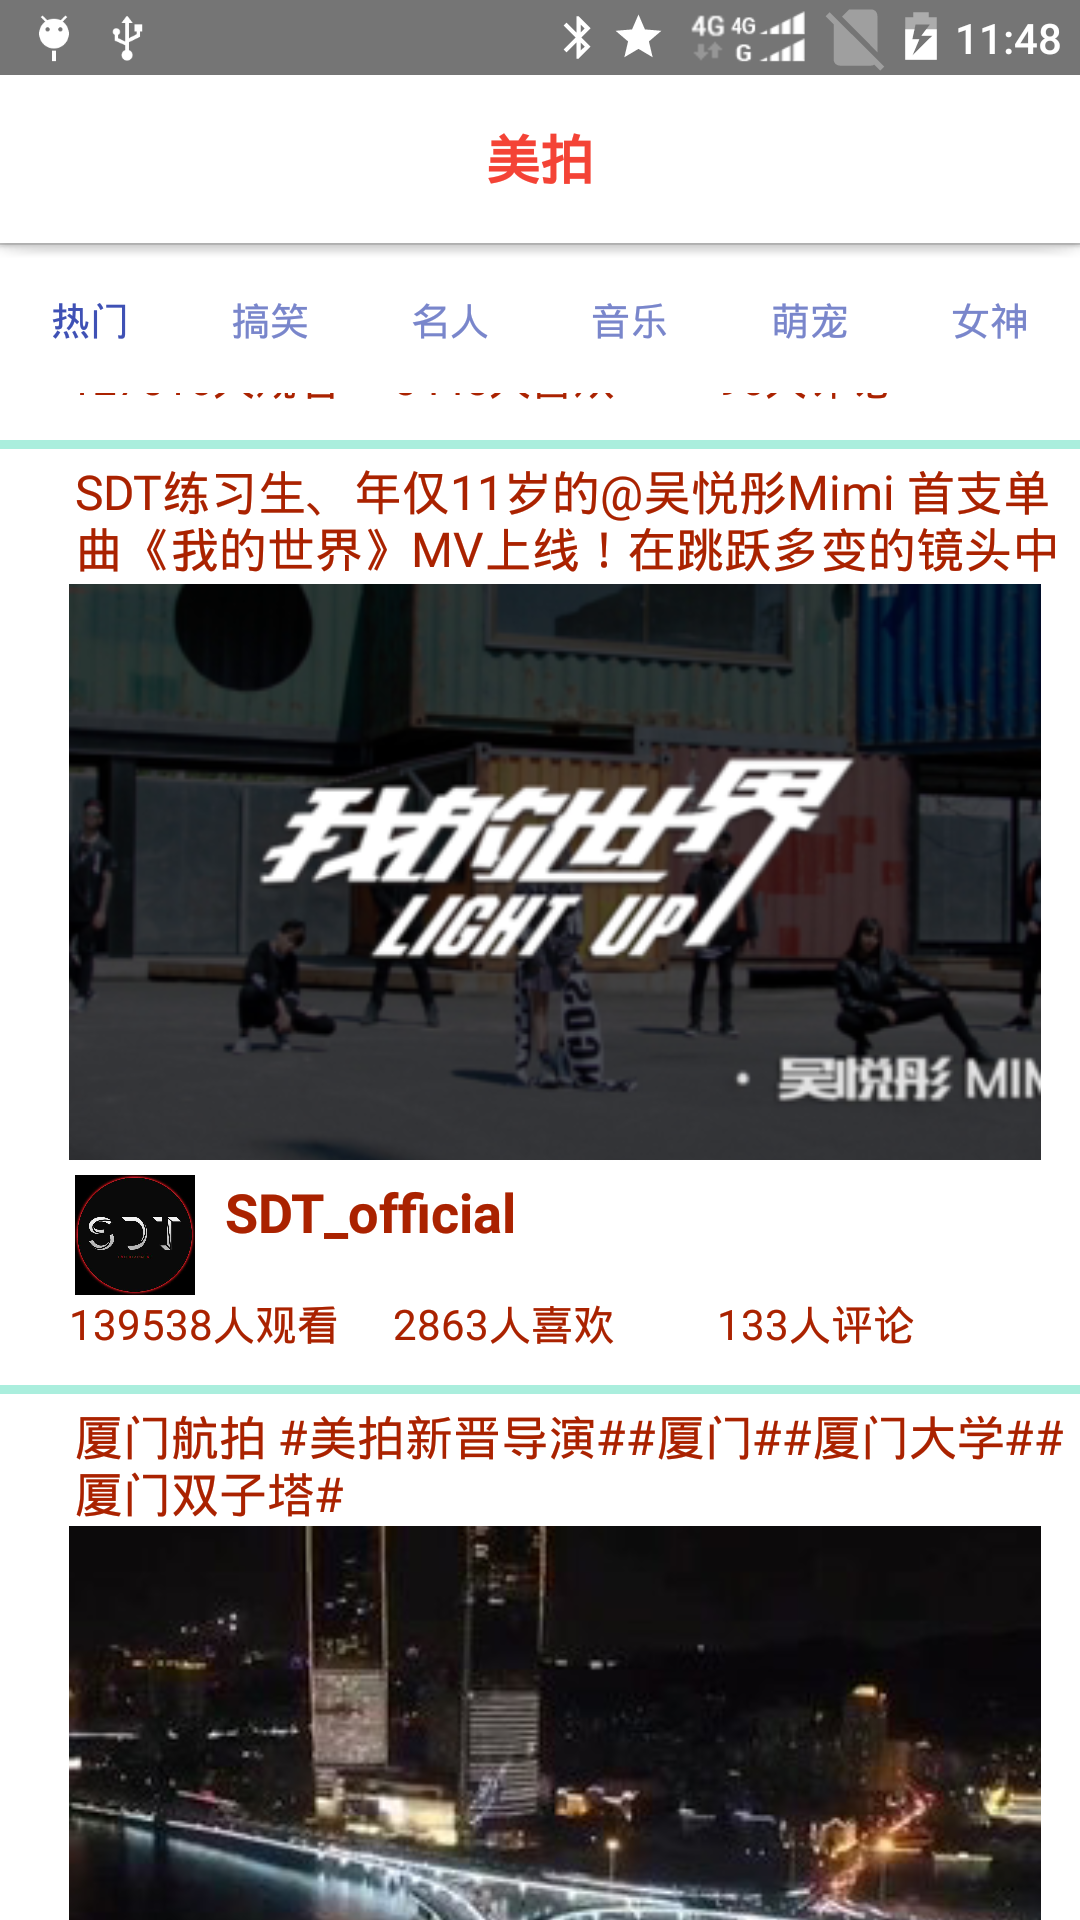 4G 4G G 11:48
美拍
热门 搞笑 名人 音乐 萌宠 女神
SDT练习生、年仅11岁的@吴悦彤Mimi 首支单
曲《我的世界》MV上线！在跳跃多变的镜头中
我的世界
LIGHT UP
· 吴悦彤 MIM
SDT
SDT_official
139538人观看 2863人喜欢 133人评论
厦门航拍 #美拍新晋导演##厦门##厦门大学##
厦门双子塔#